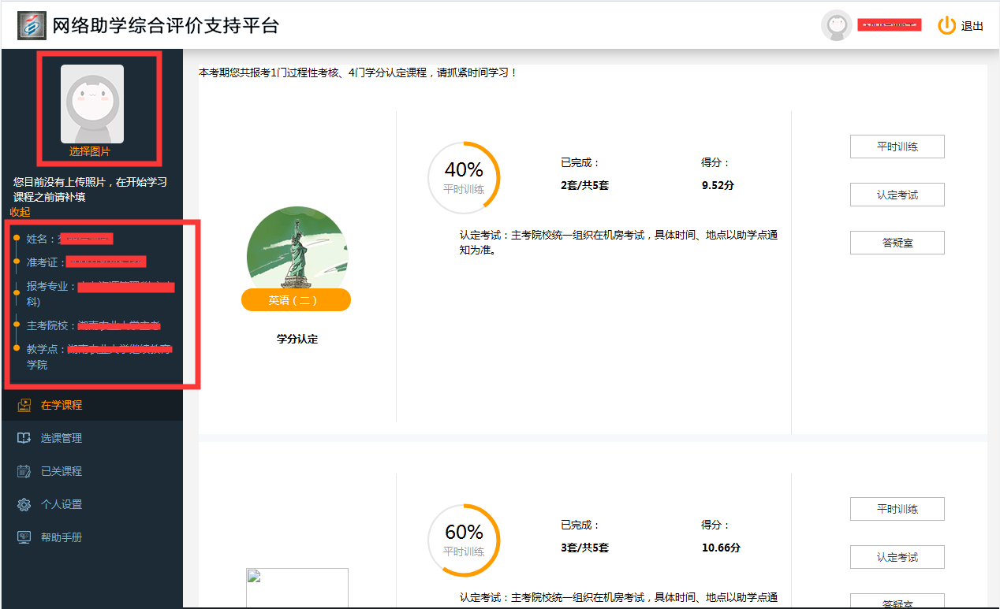 网络助学综合评价支持平台
退出
选择图片
您目前没有上传照片，在开始学习
课程之前请补填
收起
姓名：
准考证：
报考专业：
科)
主考院校：
教学点：
学院
在学课程
选课管理
已关课程
个人设置
帮助手册
本考期您共报考1门过程性考核、4门学分认定课程，请抓紧时间学习！
英语（二）
学分认定
40%
平时训练
已完成：
2套/共5套
得分：
9.52分
认定考试：主考院校统一组织在机房考试，具体时间、地点以助学点通
知为准。
平时训练
认定考试
答疑室
60%
平时训练
已完成：
3套/共5套
得分：
10.66分
认定考试：主考院校统一组织在机房考试，具体时间、地点以助学点通
平时训练
认定考试
答疑室